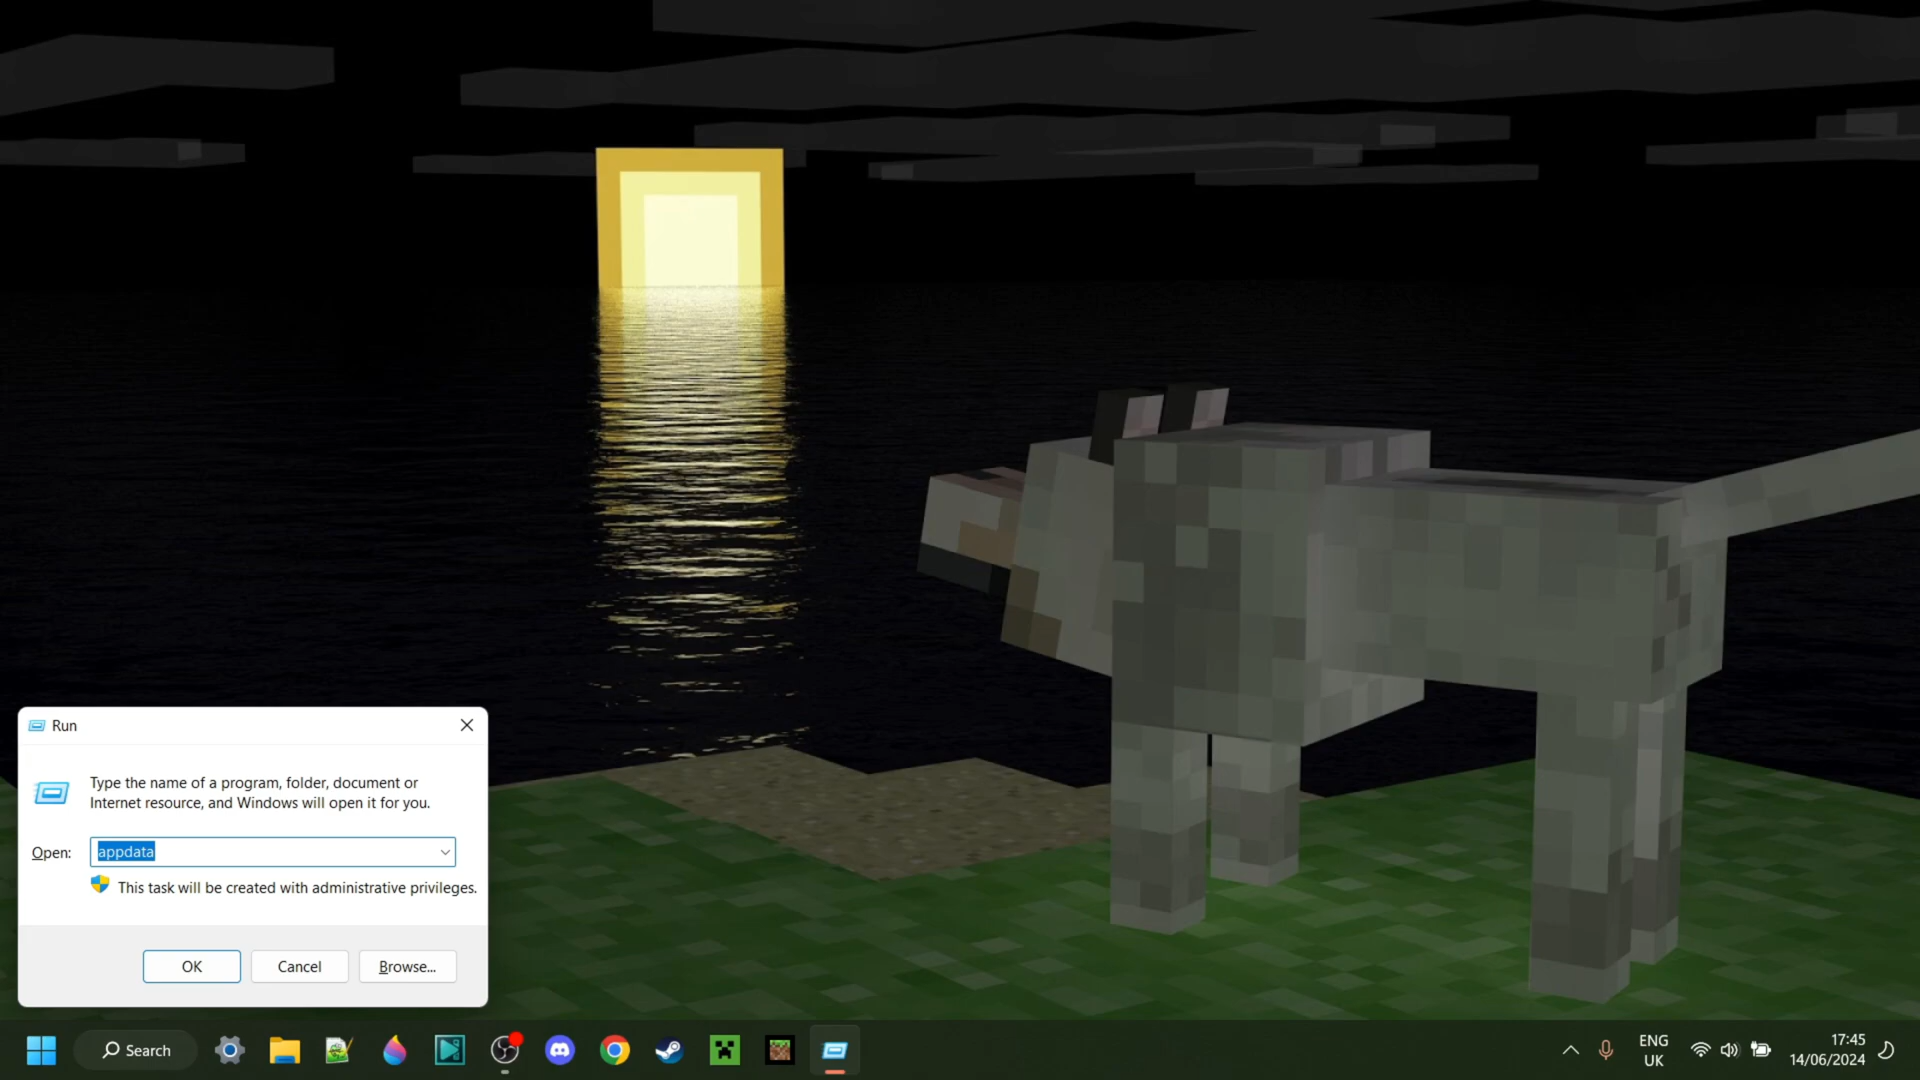 Run
Type the name of a program, folder, document or
Internet resource, and Windows will open it for you.
Open:
appdata
This task will be created with administrative privileges.
OK
Cancel
Browse...
Search
ENG
UK
17:45
14/06/2024